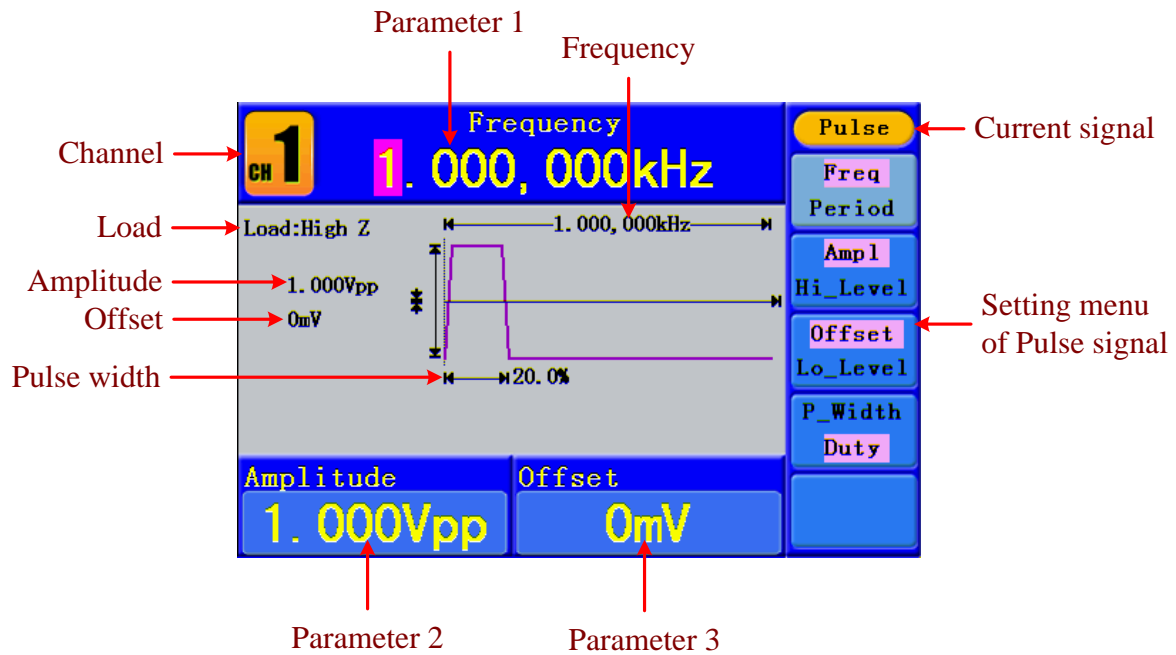 Parameter 1
Frequency
Channel
Load
Amplitude
Offset
Pulse width
CH 1
Frequency
1.000,000kHz
Load:High Z
1.000,000kHz
1.000Vpp
0mV
20.0%
Amplitude
1.000Vpp
Offset
0mV
Pulse
Freq
Period
Ampl
Hi_Level
Offset
Lo_Level
P_Width
Duty
Current signal
Setting menu
of Pulse signal
Parameter 2
Parameter 3